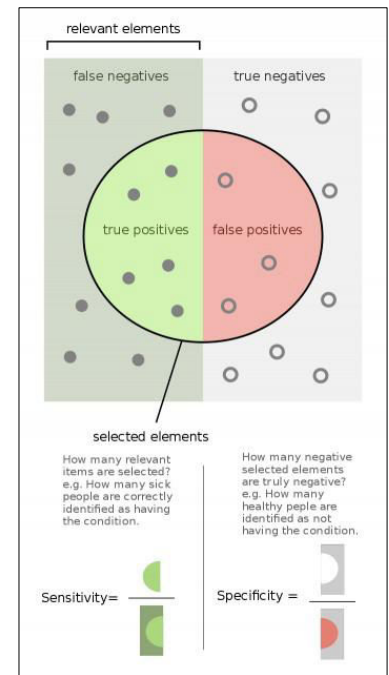 relevant elements
false negatives
true negatives
true positives
false positives
selected elements
How many relevant
items are selected?
e.g. How many sick
people are correctly
identified as having
the condition.
How many negative
selected elements
are truly negative?
e.g. How many
healthy peple are
identified as not
having the condition.
Sensitivity=
Specificity =